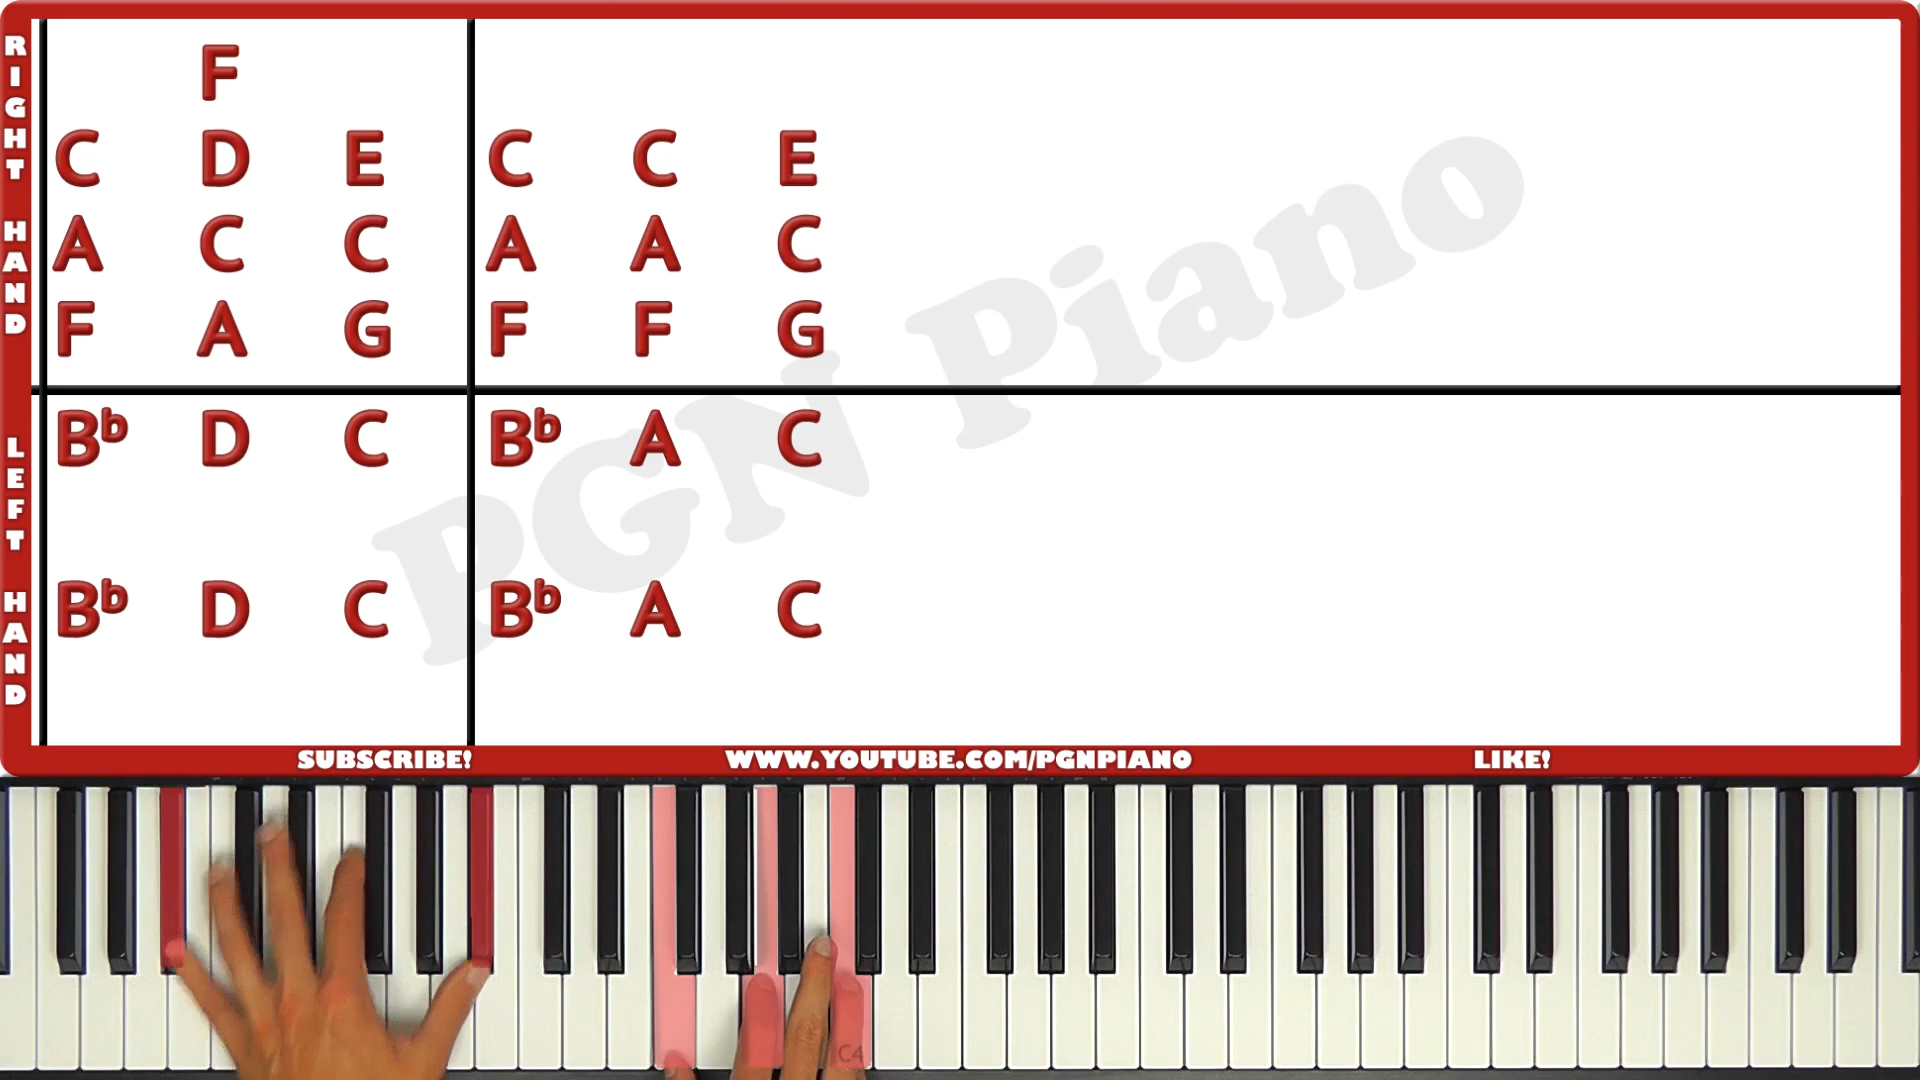 RIGHT HAND
F
C D E C C E
A C C A A C
F A G F F G
LEFT HAND
Bb D C Bb A C
Bb D C Bb A C
PGN Piano
SUBSCRIBE! WWW.YOUTUBE.COM/PGNPIANO LIKE!
C4